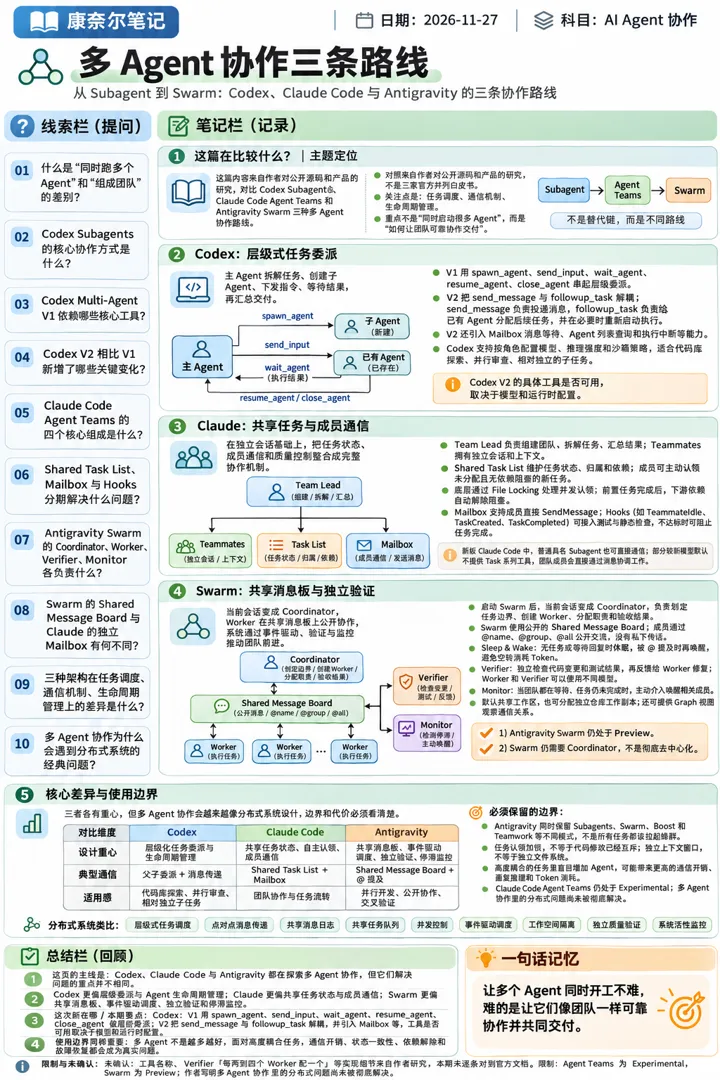 康奈尔笔记
日期：2026-11-27
科目：AI Agent 协作
多 Agent 协作三条路线
从 Subagent 到 Swarm：Codex、Claude Code 与 Antigravity 的三条协作路线
线索栏（提问）
01
什么是“同时跑多个
Agent”和“组成团队”
的差别？
02
Codex Subagents
的核心协作方式是
什么？
03
Codex Multi-Agent
V1 依赖哪些核心工具？
04
Codex V2 相比 V1
新增了哪些关键变化？
05
Claude Code
Agent Teams 的
四个核心组成是什么？
06
Shared Task List、
Mailbox 与 Hooks
分期解决什么问题？
07
Antigravity Swarm
的 Coordinator、Worker、
Verifier、Monitor
各负责什么？
08
Swarm 的 Shared
Message Board 与
Claude 的独立
Mailbox 有何不同？
09
三种架构在任务调度、
通信机制、生命周期
管理上的差异是什么？
10
多 Agent 协作为什么
会遇到分布式系统的
经典问题？
笔记栏（记录）
1 这篇在比较什么？｜主题定位
这篇内容来自作者对公开源码和产品的
研究，对比 Codex Subagent、
Claude Code Agent Teams 和
Antigravity Swarm 三种多 Agent
协作路线。
对照来自作者对公开源码和产品的研究，
不是三家官方并列白皮书。
关注点是：任务调度、通信机制、
生命周期管理。
重点不是“同时启动很多 Agent”，而是
“如何让团队可靠协作交付”。
Subagent
Agent
Teams
Swarm
不是替代链，而是不同路线
2 Codex：层级式任务委派
主 Agent 拆解任务、创建子
Agent、下发指令、等待结果，
再汇总交付。
spawn_agent
子 Agent
（新建）
send_input
主 Agent
wait_agent
（执行结果）
已有 Agent
（已存在）
resume_agent / close_agent
V1 用 spawn_agent、send_input、wait_agent、
resume_agent、close_agent 串起层级委派。
V2 把 send_message 与 followup_task 解耦；
send_message 负责投递消息，followup_task 负责给
已有 Agent 分配后续任务，并在必要时重新启动执行。
V2 还引入 Mailbox 消息等待、Agent 列表查询和执行中断等能力。
Codex 支持按角色配置模型、推理强度和沙箱策略，适合代码库
探索、并行审查、相对独立的子任务。
Codex V2 的具体工具是否可用，
取决于模型和运行时配置。
3 Claude：共享任务与成员通信
在独立会话基础上，把任务状态、
成员通信和质量控制整合成完整
协作机制。
Team Lead
（组建 / 拆解 / 汇总）
Teammates
（独立会话 / 上下文）
Task List
（任务状态 / 归属 / 依赖）
Mailbox
（成员通信 / 发送消息）
Team Lead 负责组建团队、拆解任务、汇总结果；Teammates
拥有独立会话和上下文。
Shared Task List 维护任务状态、归属和依赖；成员可主动认领
未分配且无依赖阻塞的新任务。
底层通过 File Locking 处理并发认领；前置任务完成后，下游依赖
自动解除阻塞。
Mailbox 支持成员直接 SendMessage；Hooks（如 TeammateIdle、
TaskCreated、TaskCompleted）可接入测试与静态检查，不达标时可阻止
任务完成。
新版 Claude Code 中，普通具名 Subagent 也可直接通信；部分较新模型默认
不提供 Task 系列工具，团队成员会直接通过消息协调工作。
4 Swarm：共享消息板与独立验证
当前会话变成 Coordinator，
Worker 在共享消息板上公开协作，
系统通过事件驱动、验证与监控
推动团队前进。
Coordinator
（划定边界 / 创建Worker /
分配职责 / 验收结果）
Shared Message Board
（公开消息 / @name / @group / @all）
Worker
（执行任务）
Worker
（执行任务）
...
Worker
（执行任务）
Verifier
（检查变更 /
测试 / 反馈）
Monitor
（检测停滞 /
主动唤醒）
启动 Swarm 后，当前会话变成 Coordinator，负责划定
任务边界、创建 Worker、分配职责和验收结果。
Swarm 使用公开的 Shared Message Board；成员通过
@name、@group、@all 公开交流，没有私下传话。
Sleep & Wake：无任务或等待回复时休眠，被 @ 提及时再唤醒，
避免空转消耗 Token。
Verifier：独立检查代码变更和测试结果，再反馈给 Worker 修复；
Worker 和 Verifier 可以使用不同模型。
Monitor：当团队都在等待、任务仍未完成时，主动介入唤醒相关成员。
默认共享工作区，也可分配独立仓库工作副本；还可提供 Graph 视图
观察通信关系。
1) Antigravity Swarm 仍处于 Preview。
2) Swarm 仍需要 Coordinator，不是彻底去中心化。
5 核心差异与使用边界
三者各有重心，但多 Agent 协作会越来越像分布式系统设计，边界和代价必须看清楚。
对比维度 Codex Claude Code Antigravity
设计重心 层级化任务委派与生命周期管理 共享任务状态、自主认领、成员通信 共享消息板、事件驱动调度、独立验证、停滞监控
典型通信 父子委派 + 消息传递 Shared Task List + Mailbox Shared Message Board + @ 提及
适用感 代码库探索、并行审查、相对独立子任务 团队协作与任务流转 并行开发、公开协作、交叉验证
必须保留的边界：
Antigravity 同时保留 Subagents、Swarm、Boost 和
Teamwork 等不同模式，不是所有任务都该拉起蜂群。
任务认领加锁，不等于代码修改已经互斥；独立上下文窗口，
不等于独立文件系统。
高度耦合的任务里盲目增加 Agent，可能带来更高的通信开销、
重复推理和 Token 消耗。
Claude Code Agent Teams 仍处于 Experimental；多 Agent
协作里的分布式问题尚未被彻底解决。
分布式系统类比：
层级式任务调度
点对点消息传递
共享消息日志
共享任务队列
并发控制
事件驱动调度
工作空间隔离
独立质量验证
系统活性监控
总结栏（回顾）
1 这页的主线是：Codex、Claude Code 与 Antigravity 都在探索多 Agent 协作，但它们解决
问题的重点并不相同。
2 Codex 更偏层级委派与 Agent 生命周期管理；Claude 更偏共享任务状态与成员通信；Swarm 更偏
共享消息板、事件驱动调度、独立验证和停滞监控。
3 这次新在哪 / 本期要点：Codex：V1 用 spawn_agent、send_input、wait_agent、resume_agent、
Close_agent 做层级委派；V2 把 send_message 与 followup_task 解耦，并引入 Mailbox 等，工具是否
可用取决于模型和运行时配置。
4 使用边界同样重要：多 Agent 不是越多越好，面对高度耦合任务，通信开销、状态一致性、依赖解除和
故障恢复都会成为真实问题。
一句话记忆
让多个 Agent 同时开工不难，
难的是让它们像团队一样可靠
协作并共同交付。
限制与未确认：未确认：工具名称、Verifier「每两到四个 Worker 配一个」等实现细节来自作者研究，本期未逐条对到官方文档。限制：Agent Teams 为 Experimental，
Swarm 为 Preview；作者写明多 Agent 协作里的分布式问题尚未被彻底解决。